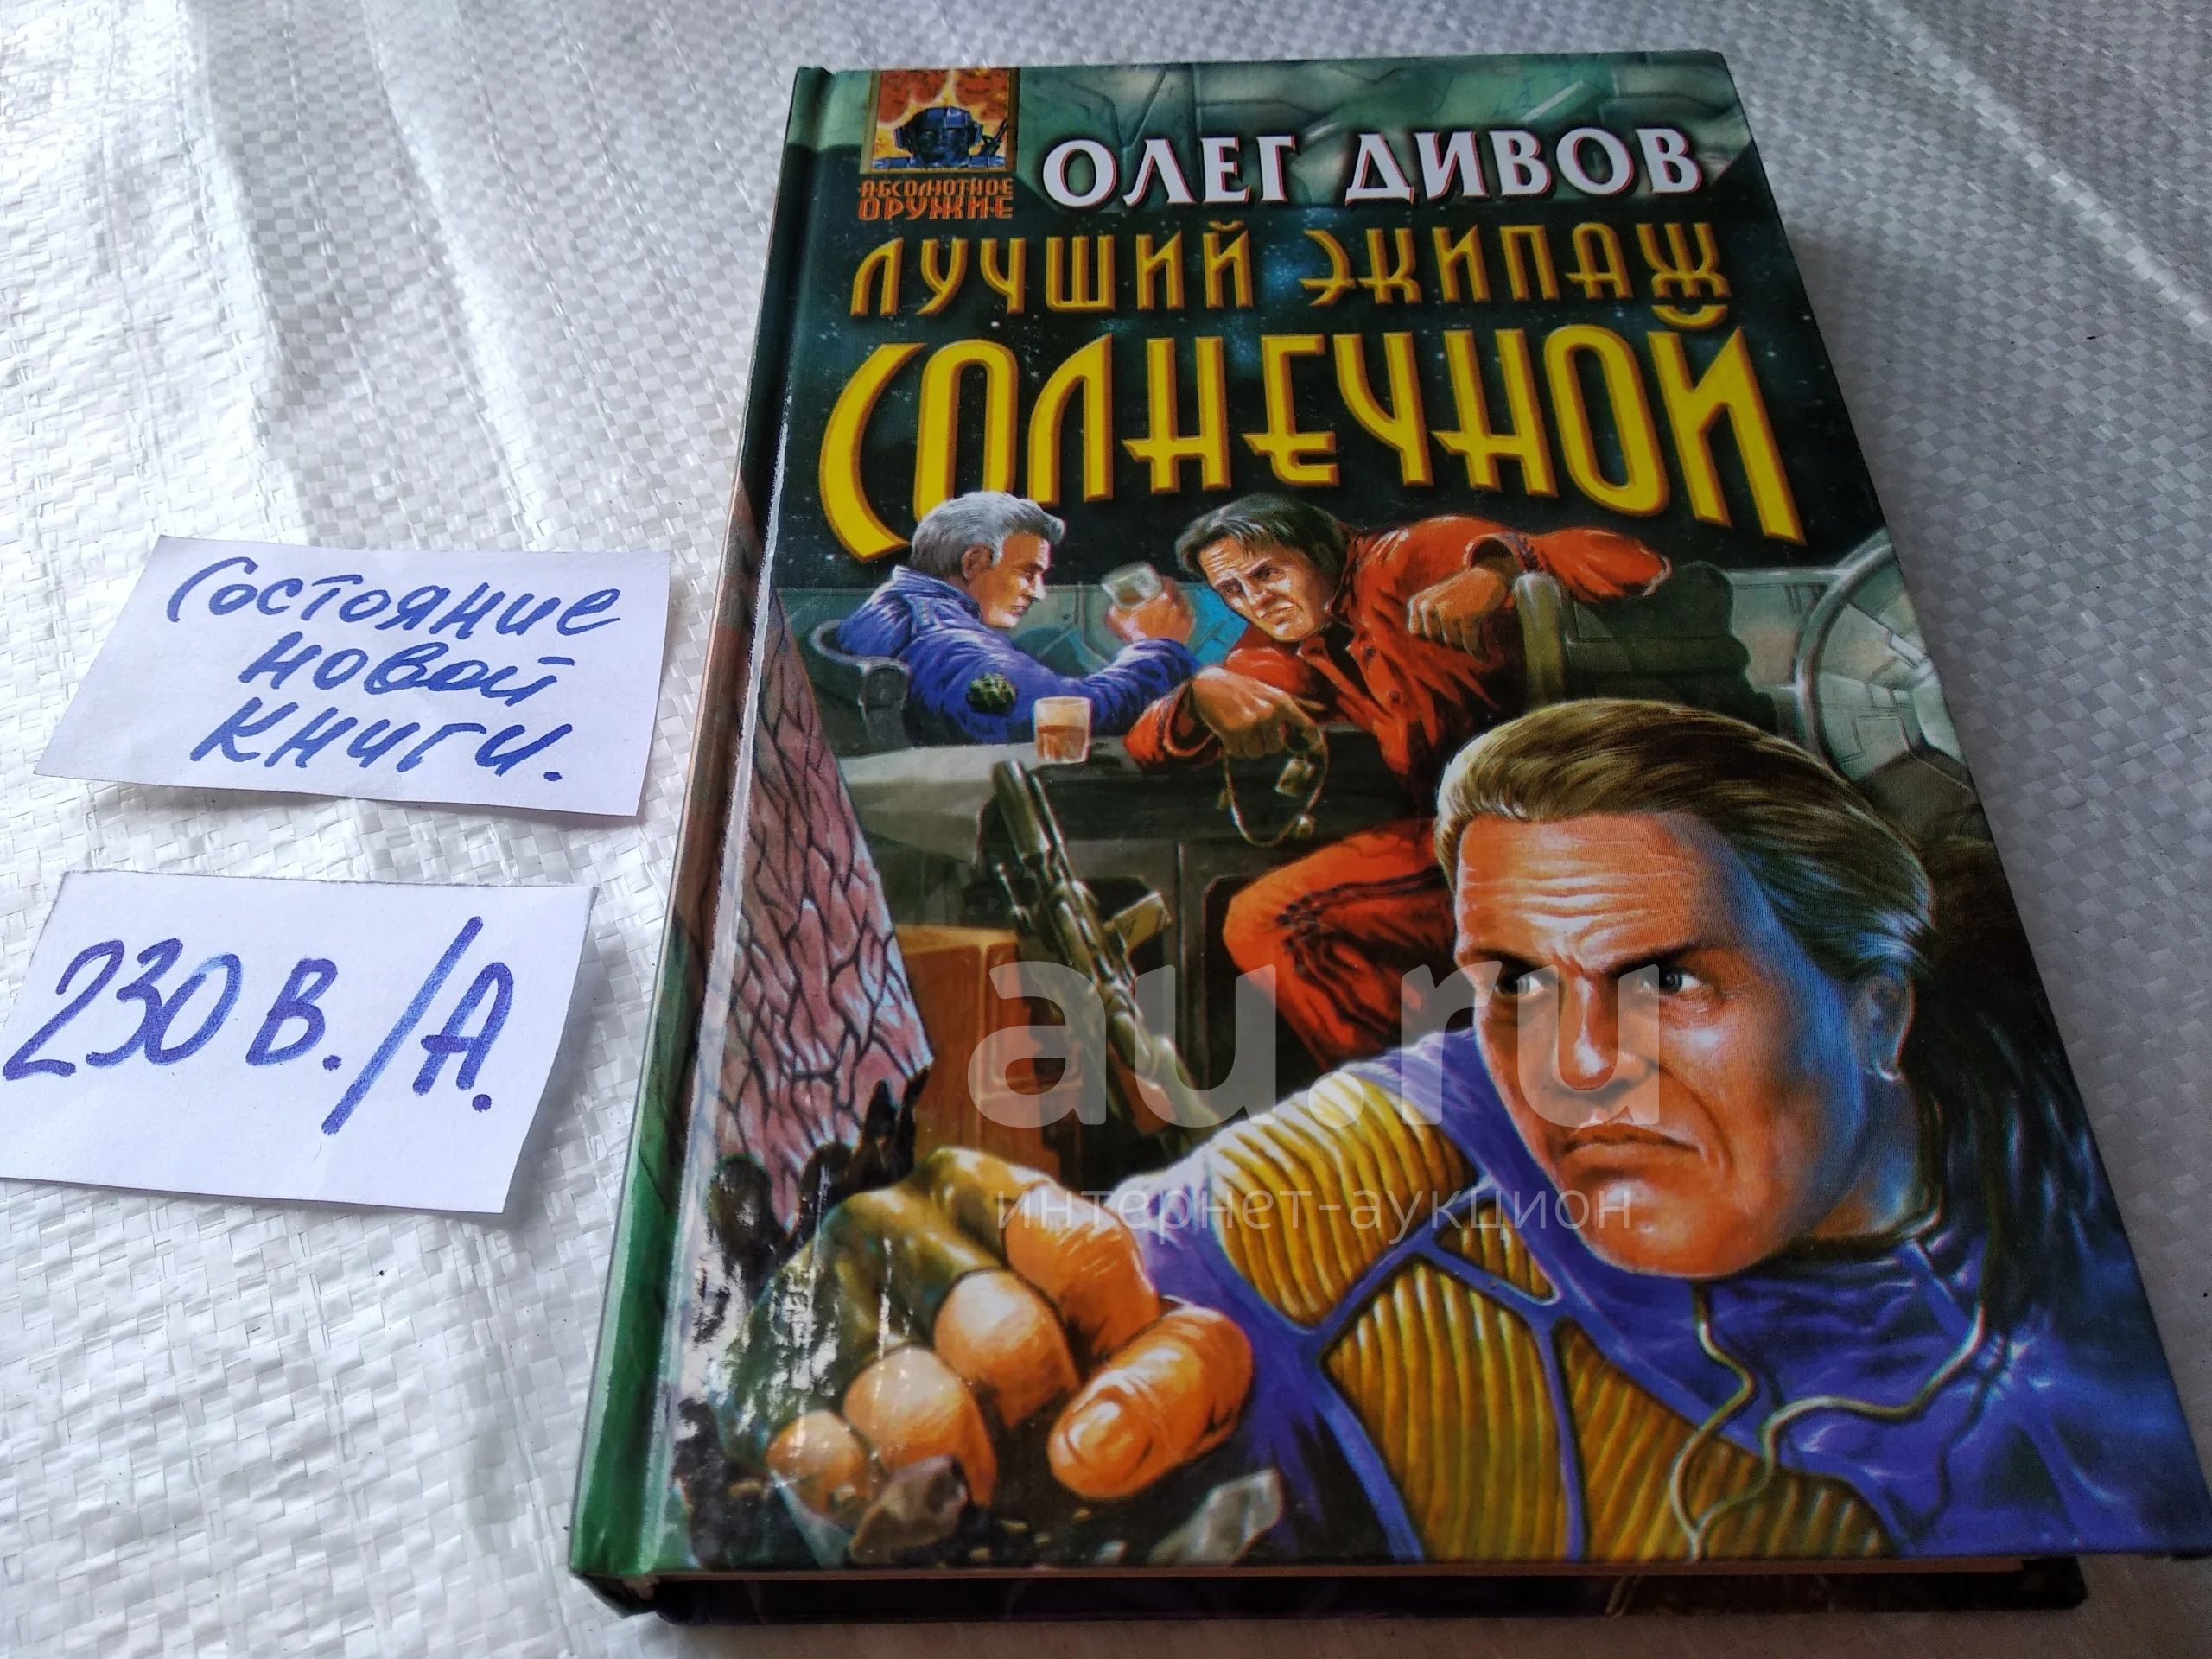 АБСОЛЮТНОЕ
ОРУЖИЕ
ОЛЕГ ДИВОВ
ЛУЧШИЙ ЭКИПАЖ
СОЛНЕЧНОЙ
Состояние
новой
книги.
230 В./А.
au.ru
интернет-аукцион